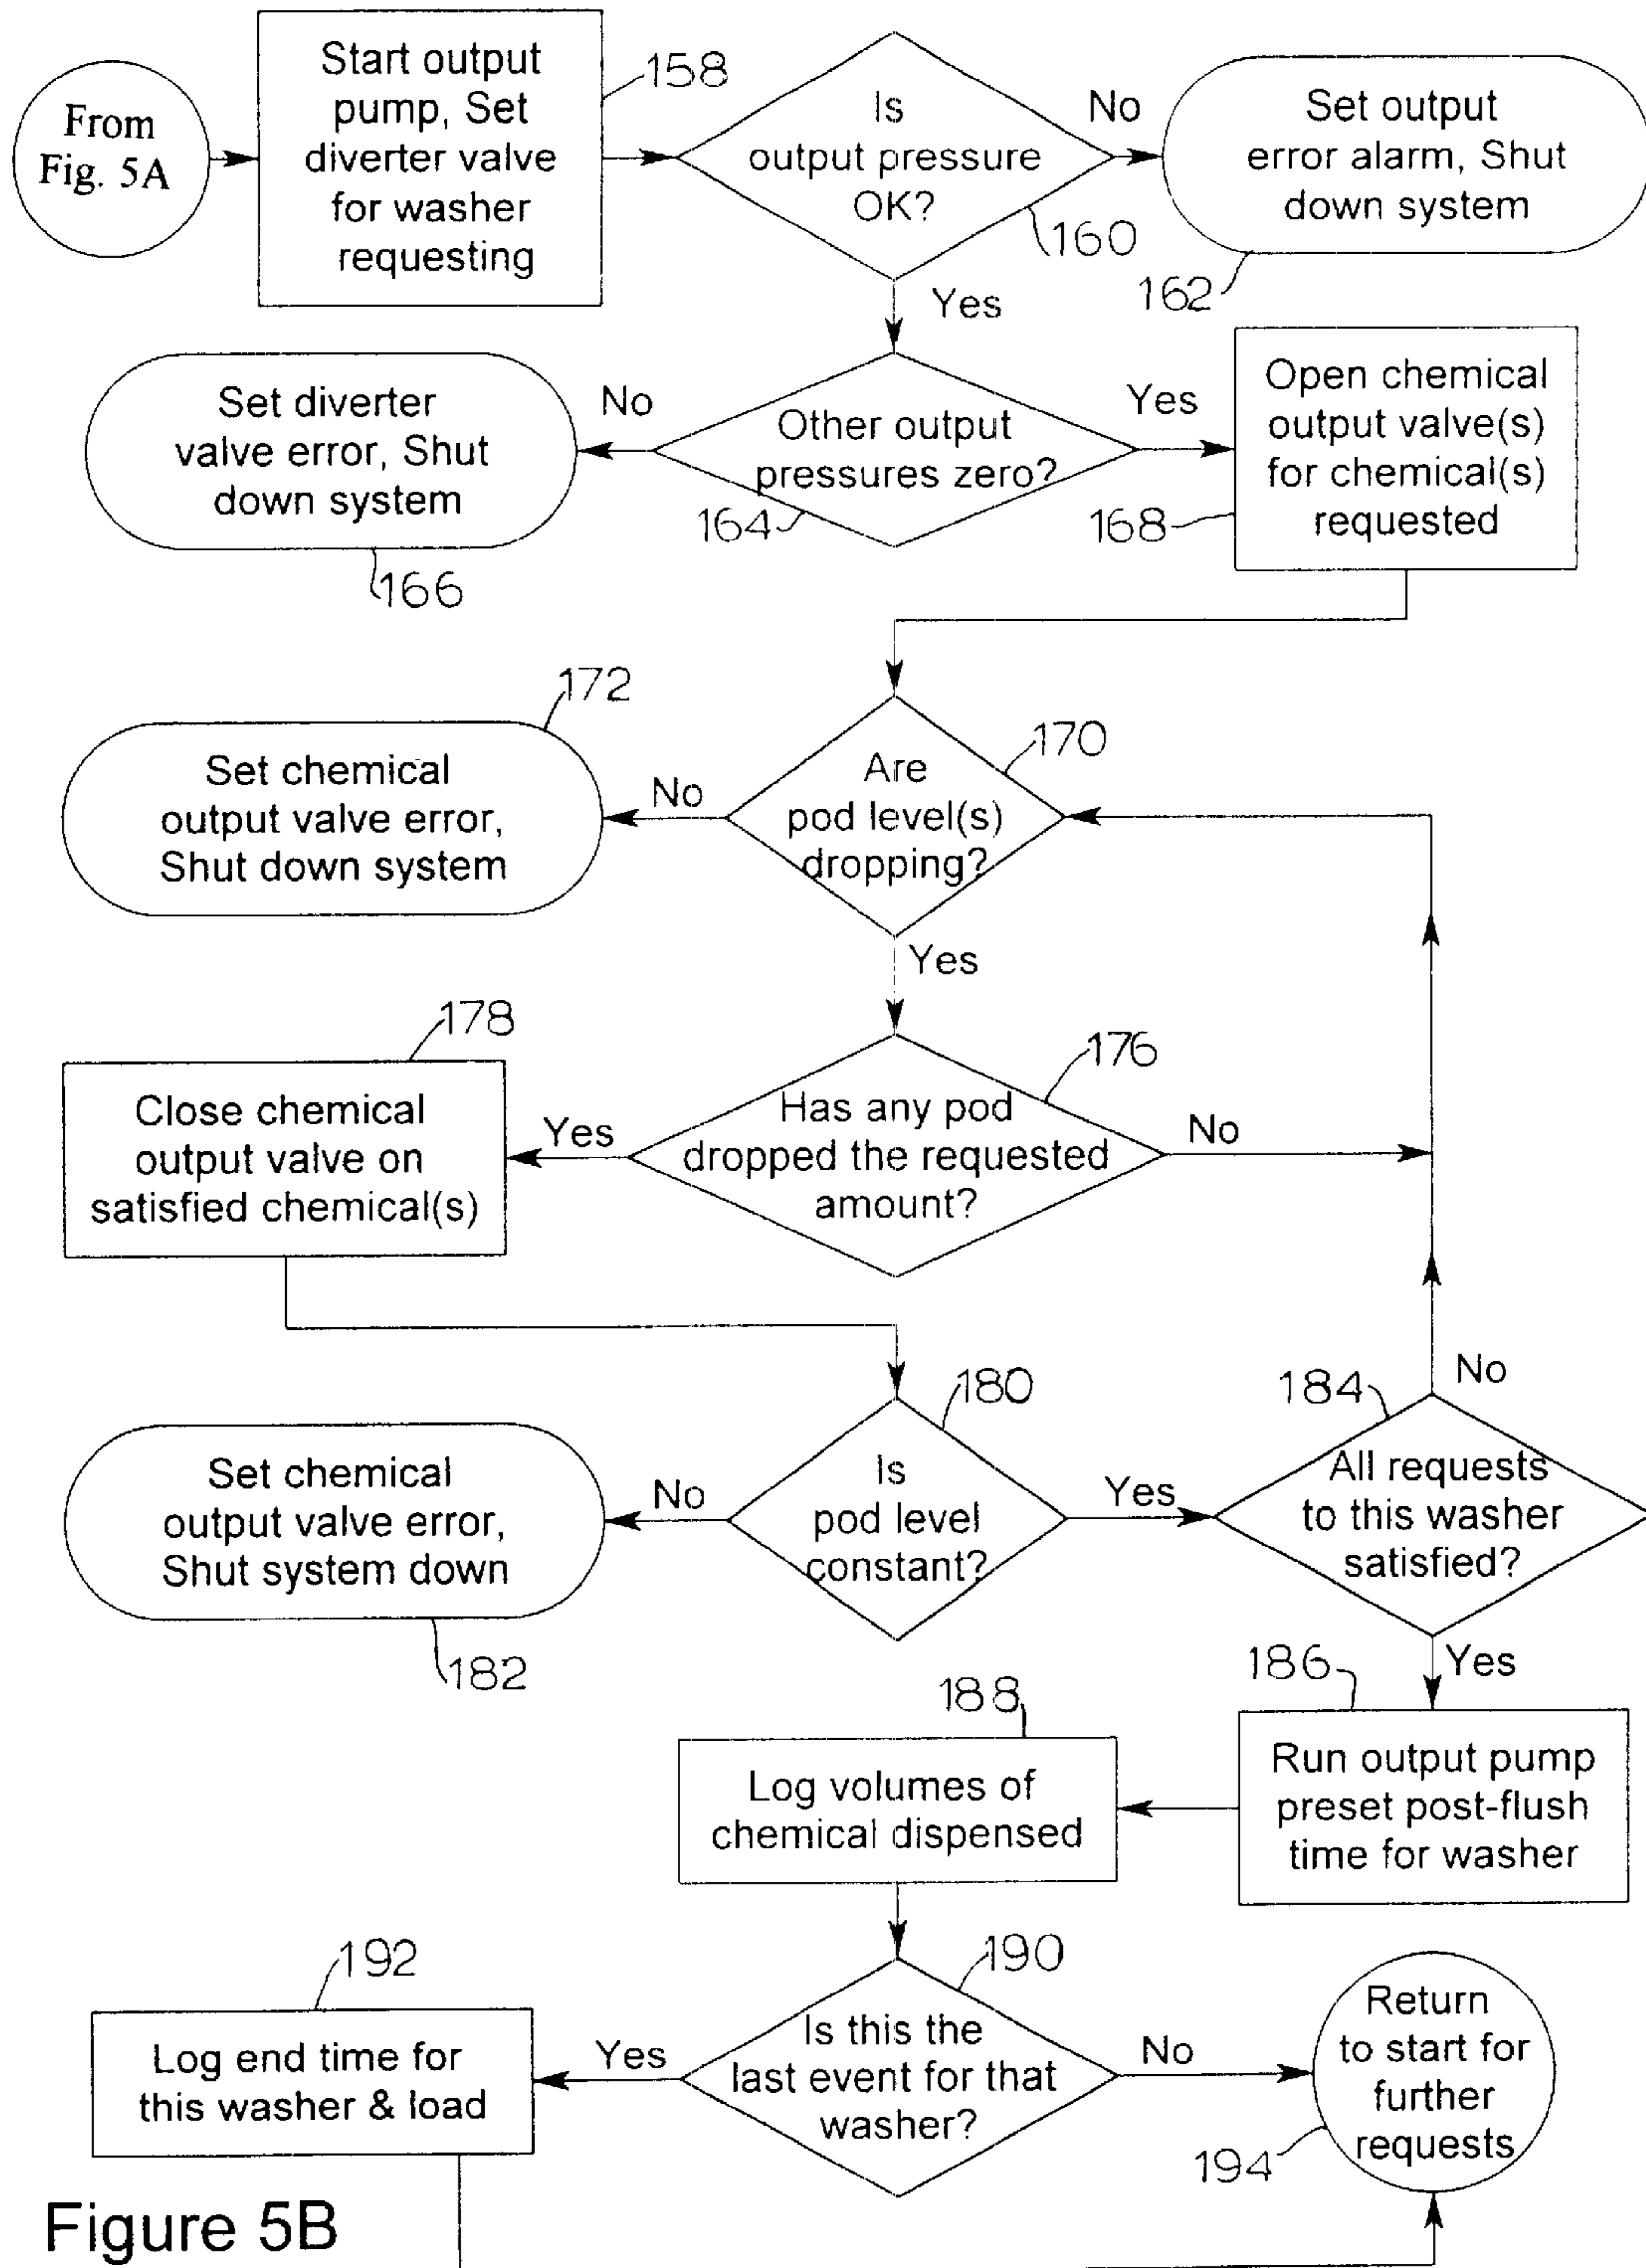 From
Fig. 5A
Start output
pump, Set
diverter valve
for washer
requesting
158
Is
output pressure
OK?
160
No
Set output
error alarm, Shut
down system
162
Yes
Set diverter
valve error, Shut
down system
166
No
Other output
pressures zero?
164
Yes
Open chemical
output valve(s)
for chemical(s)
requested
168
172
Set chemical
output valve error,
Shut down system
No
Are
pod level(s)
dropping?
170
Yes
178
Close chemical
output valve on
satisfied chemical(s)
Yes
Has any pod
dropped the requested
amount?
176
No
Set chemical
output valve error,
Shut system down
182
No
Is
pod level
constant?
180
Yes
184
No
All requests
to this washer
satisfied?
Yes
186
Run output pump
preset post-flush
time for washer
188
Log volumes of
chemical dispensed
192
Log end time for
this washer & load
Yes
Is this the
last event for that
washer?
190
No
Return
to start for
further
requests
194
Figure 5B